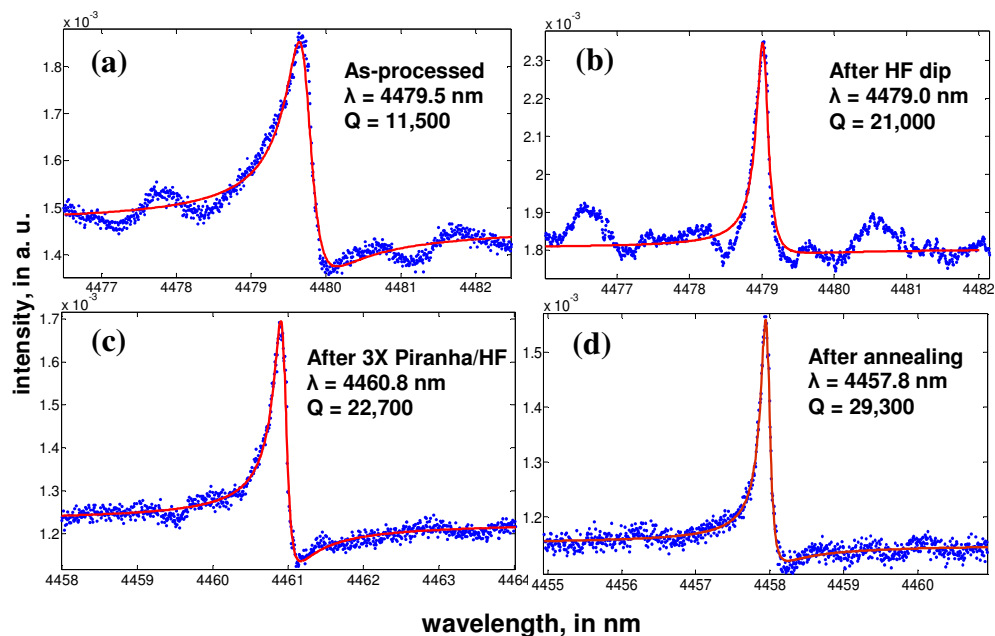 x 10⁻³
(a)
As-processed
λ = 4479.5 nm
Q = 11,500
1.8
1.7
1.6
1.5
1.4
4477 4478 4479 4480 4481 4482
x 10⁻³
(b)
After HF dip
λ = 4479.0 nm
Q = 21,000
2.3
2.2
2.1
2
1.9
1.8
4477 4478 4479 4480 4481 4482
x 10⁻³
(c)
After 3X Piranha/HF
λ = 4460.8 nm
Q = 22,700
1.7
1.6
1.5
1.4
1.3
1.2
4458 4459 4460 4461 4462 4463 4464
(d)
After annealing
λ = 4457.8 nm
Q = 29,300
x 10⁻³
1.5
1.4
1.3
1.2
4455 4456 4457 4458 4459 4460
intensity, in a. u.
wavelength, in nm